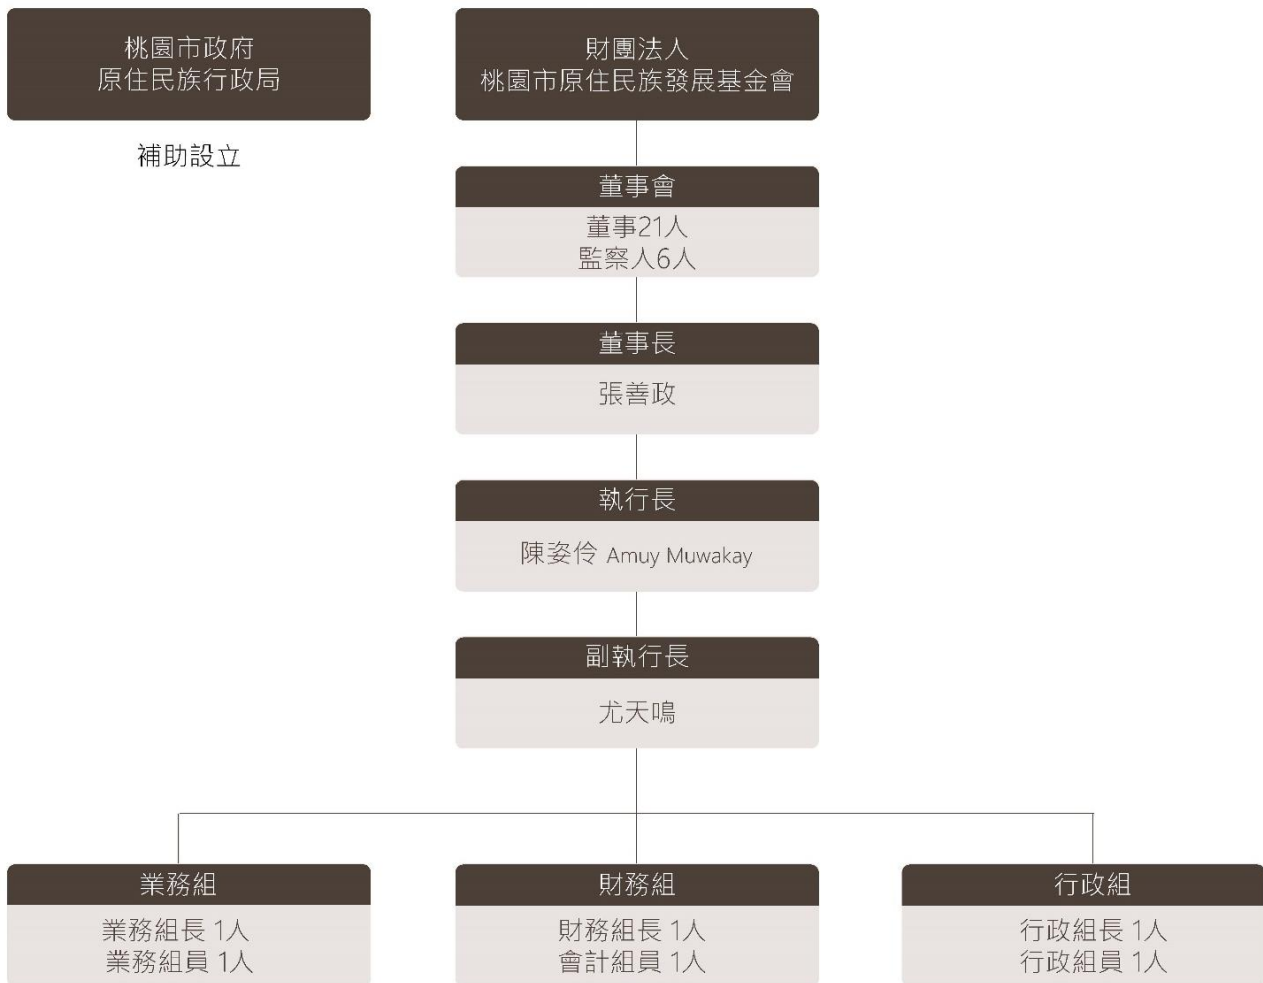 桃園市政府
原住民族行政局
補助設立
財團法人
桃園市原住民族發展基金會
董事會
董事21人
監察人6人
董事長
張善政
執行長
陳姿伶 Amuy Muwakay
副執行長
尤天鳴
業務組
業務組長 1人
業務組員 1人
財務組
財務組長 1人
會計組員 1人
行政組
行政組長 1人
行政組員 1人